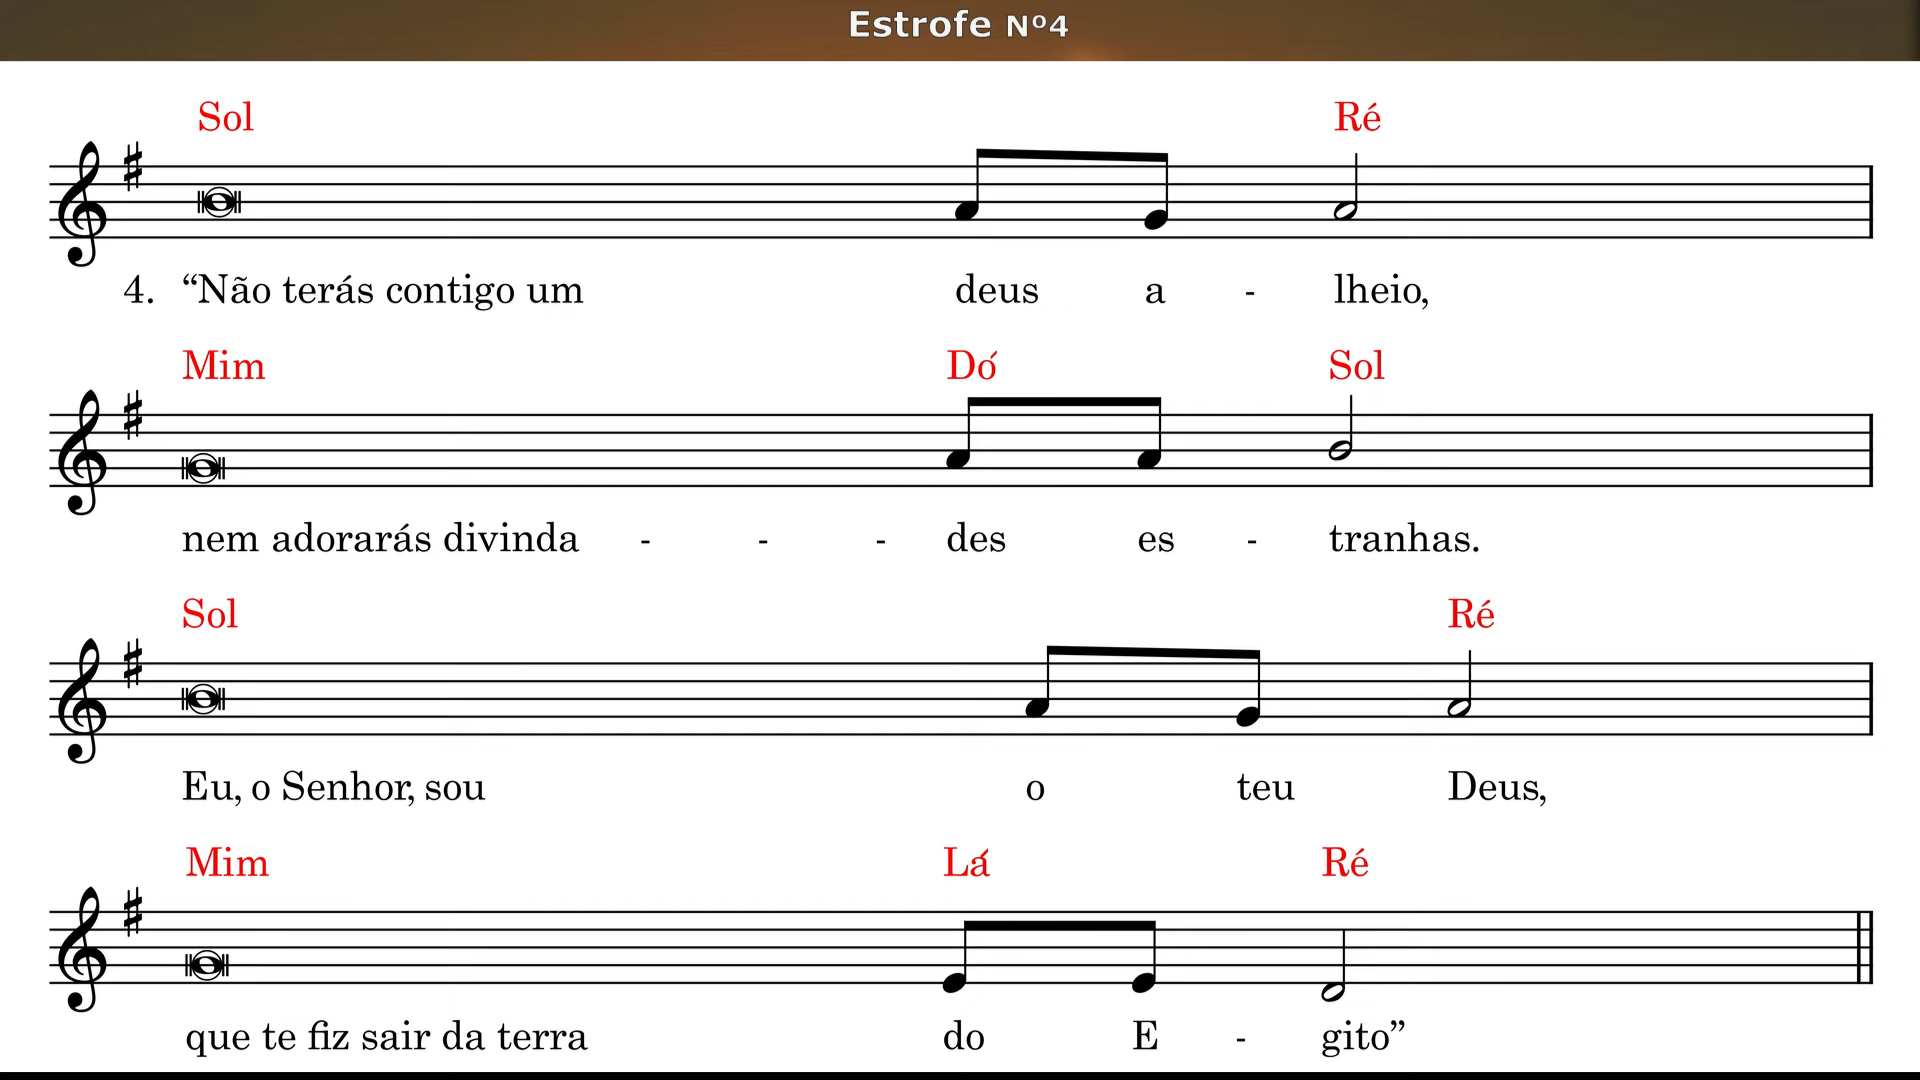 Estrofe Nº4
Sol Ré
4. “Não terás contigo um deus a - lheio,
Mim Dó Sol
nem adorarás divinda - - - des es - tranhas.
Sol Ré
Eu, o Senhor, sou o teu Deus,
Mim Lá Ré
que te fiz sair da terra do E - gito”